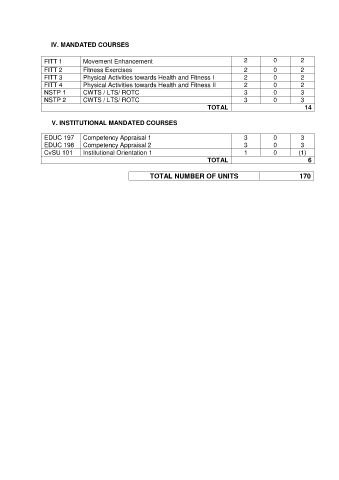 IV. MANDATED COURSES
FITT 1 Movement Enhancement 2 0 2
FITT 2 Fitness Exercises 2 0 2
FITT 3 Physical Activities towards Health and Fitness I 2 0 2
FITT 4 Physical Activities towards Health and Fitness II 2 0 2
NSTP 1 CWTS / LTS/ ROTC 3 0 3
NSTP 2 CWTS / LTS/ ROTC 3 0 3
TOTAL 14
V. INSTITUTIONAL MANDATED COURSES
EDUC 197 Competency Appraisal 1 3 0 3
EDUC 198 Competency Appraisal 2 3 0 3
CvSU 101 Institutional Orientation 1 1 0 (1)
TOTAL 6
TOTAL NUMBER OF UNITS 170